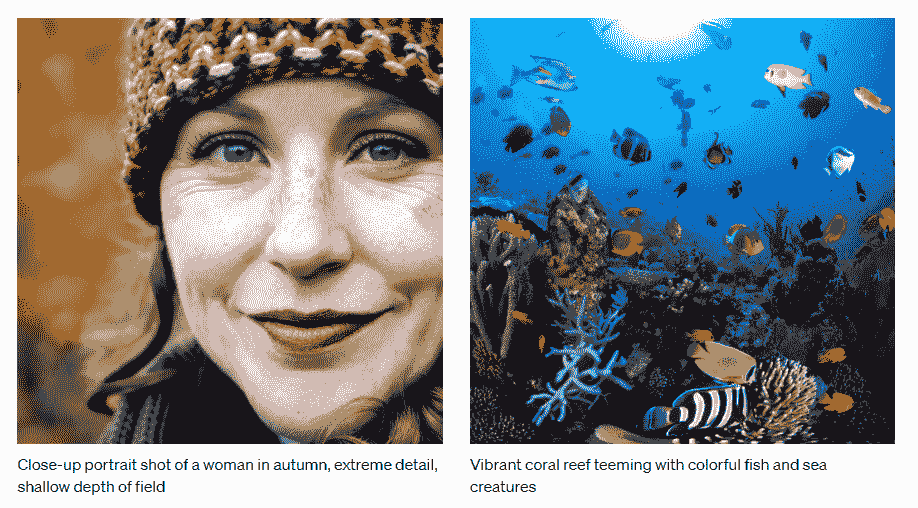 Close-up portrait shot of a woman in autumn, extreme detail,
shallow depth of field
Vibrant coral reef teeming with colorful fish and sea
creatures